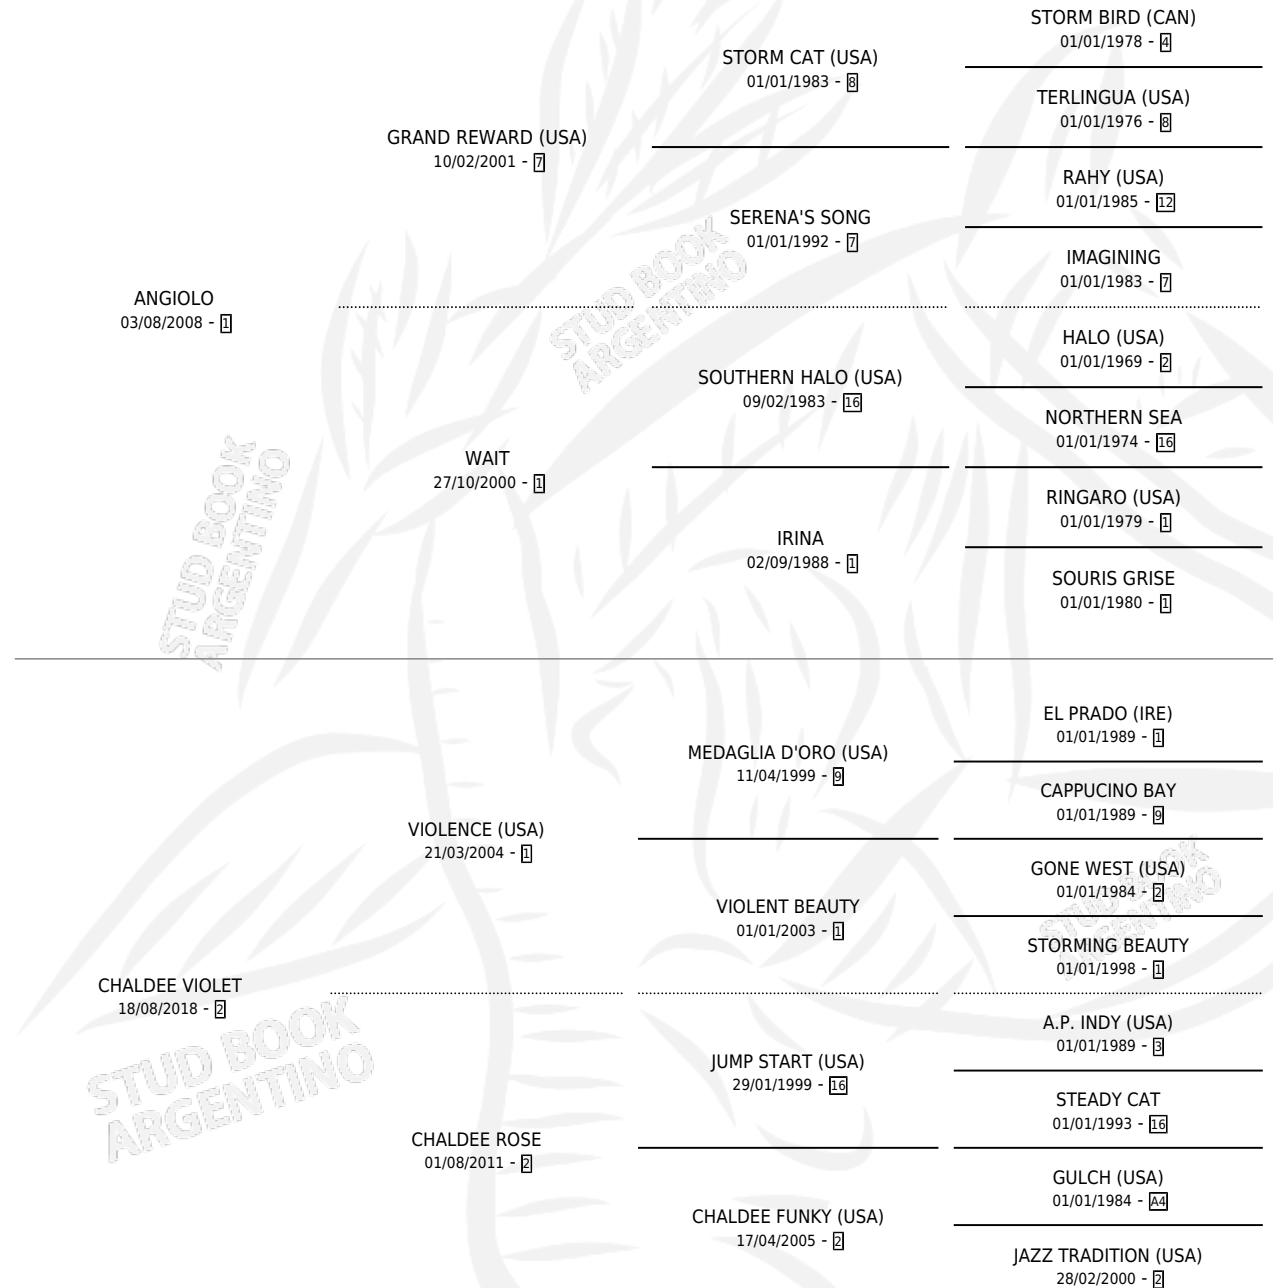 STORM BIRD (CAN)
01/01/1978 - 4
STORM CAT (USA)
01/01/1983 - 8
TERLINGUA (USA)
01/01/1976 - 8
GRAND REWARD (USA)
10/02/2001 - 7
RAHY (USA)
01/01/1985 - 12
SERENA'S SONG
01/01/1992 - 7
IMAGINING
01/01/1983 - 7
ANGIOLO
03/08/2008 - 1
HALO (USA)
01/01/1969 - 2
SOUTHERN HALO (USA)
09/02/1983 - 16
NORTHERN SEA
01/01/1974 - 16
WAIT
27/10/2000 - 1
RINGARO (USA)
01/01/1979 - 1
IRINA
02/09/1988 - 1
SOURIS GRISE
01/01/1980 - 1
EL PRADO (IRE)
01/01/1989 - 1
MEDAGLIA D'ORO (USA)
11/04/1999 - 9
CAPPUCINO BAY
01/01/1989 - 9
VIOLENCE (USA)
21/03/2004 - 1
GONE WEST (USA)
01/01/1984 - 2
VIOLENT BEAUTY
01/01/2003 - 1
STORMING BEAUTY
01/01/1998 - 1
CHALDEE VIOLET
18/08/2018 - 2
A.P. INDY (USA)
01/01/1989 - 3
JUMP START (USA)
29/01/1999 - 16
STEADY CAT
01/01/1993 - 16
CHALDEE ROSE
01/08/2011 - 2
GULCH (USA)
01/01/1984 - A4
CHALDEE FUNKY (USA)
17/04/2005 - 2
JAZZ TRADITION (USA)
28/02/2000 - 2
STUD BOOK
ARGENTINO
STUD BOOK
ARGENTINO
STUD BOOK
ARGENTINO
STUD BOOK
ARGENTINO